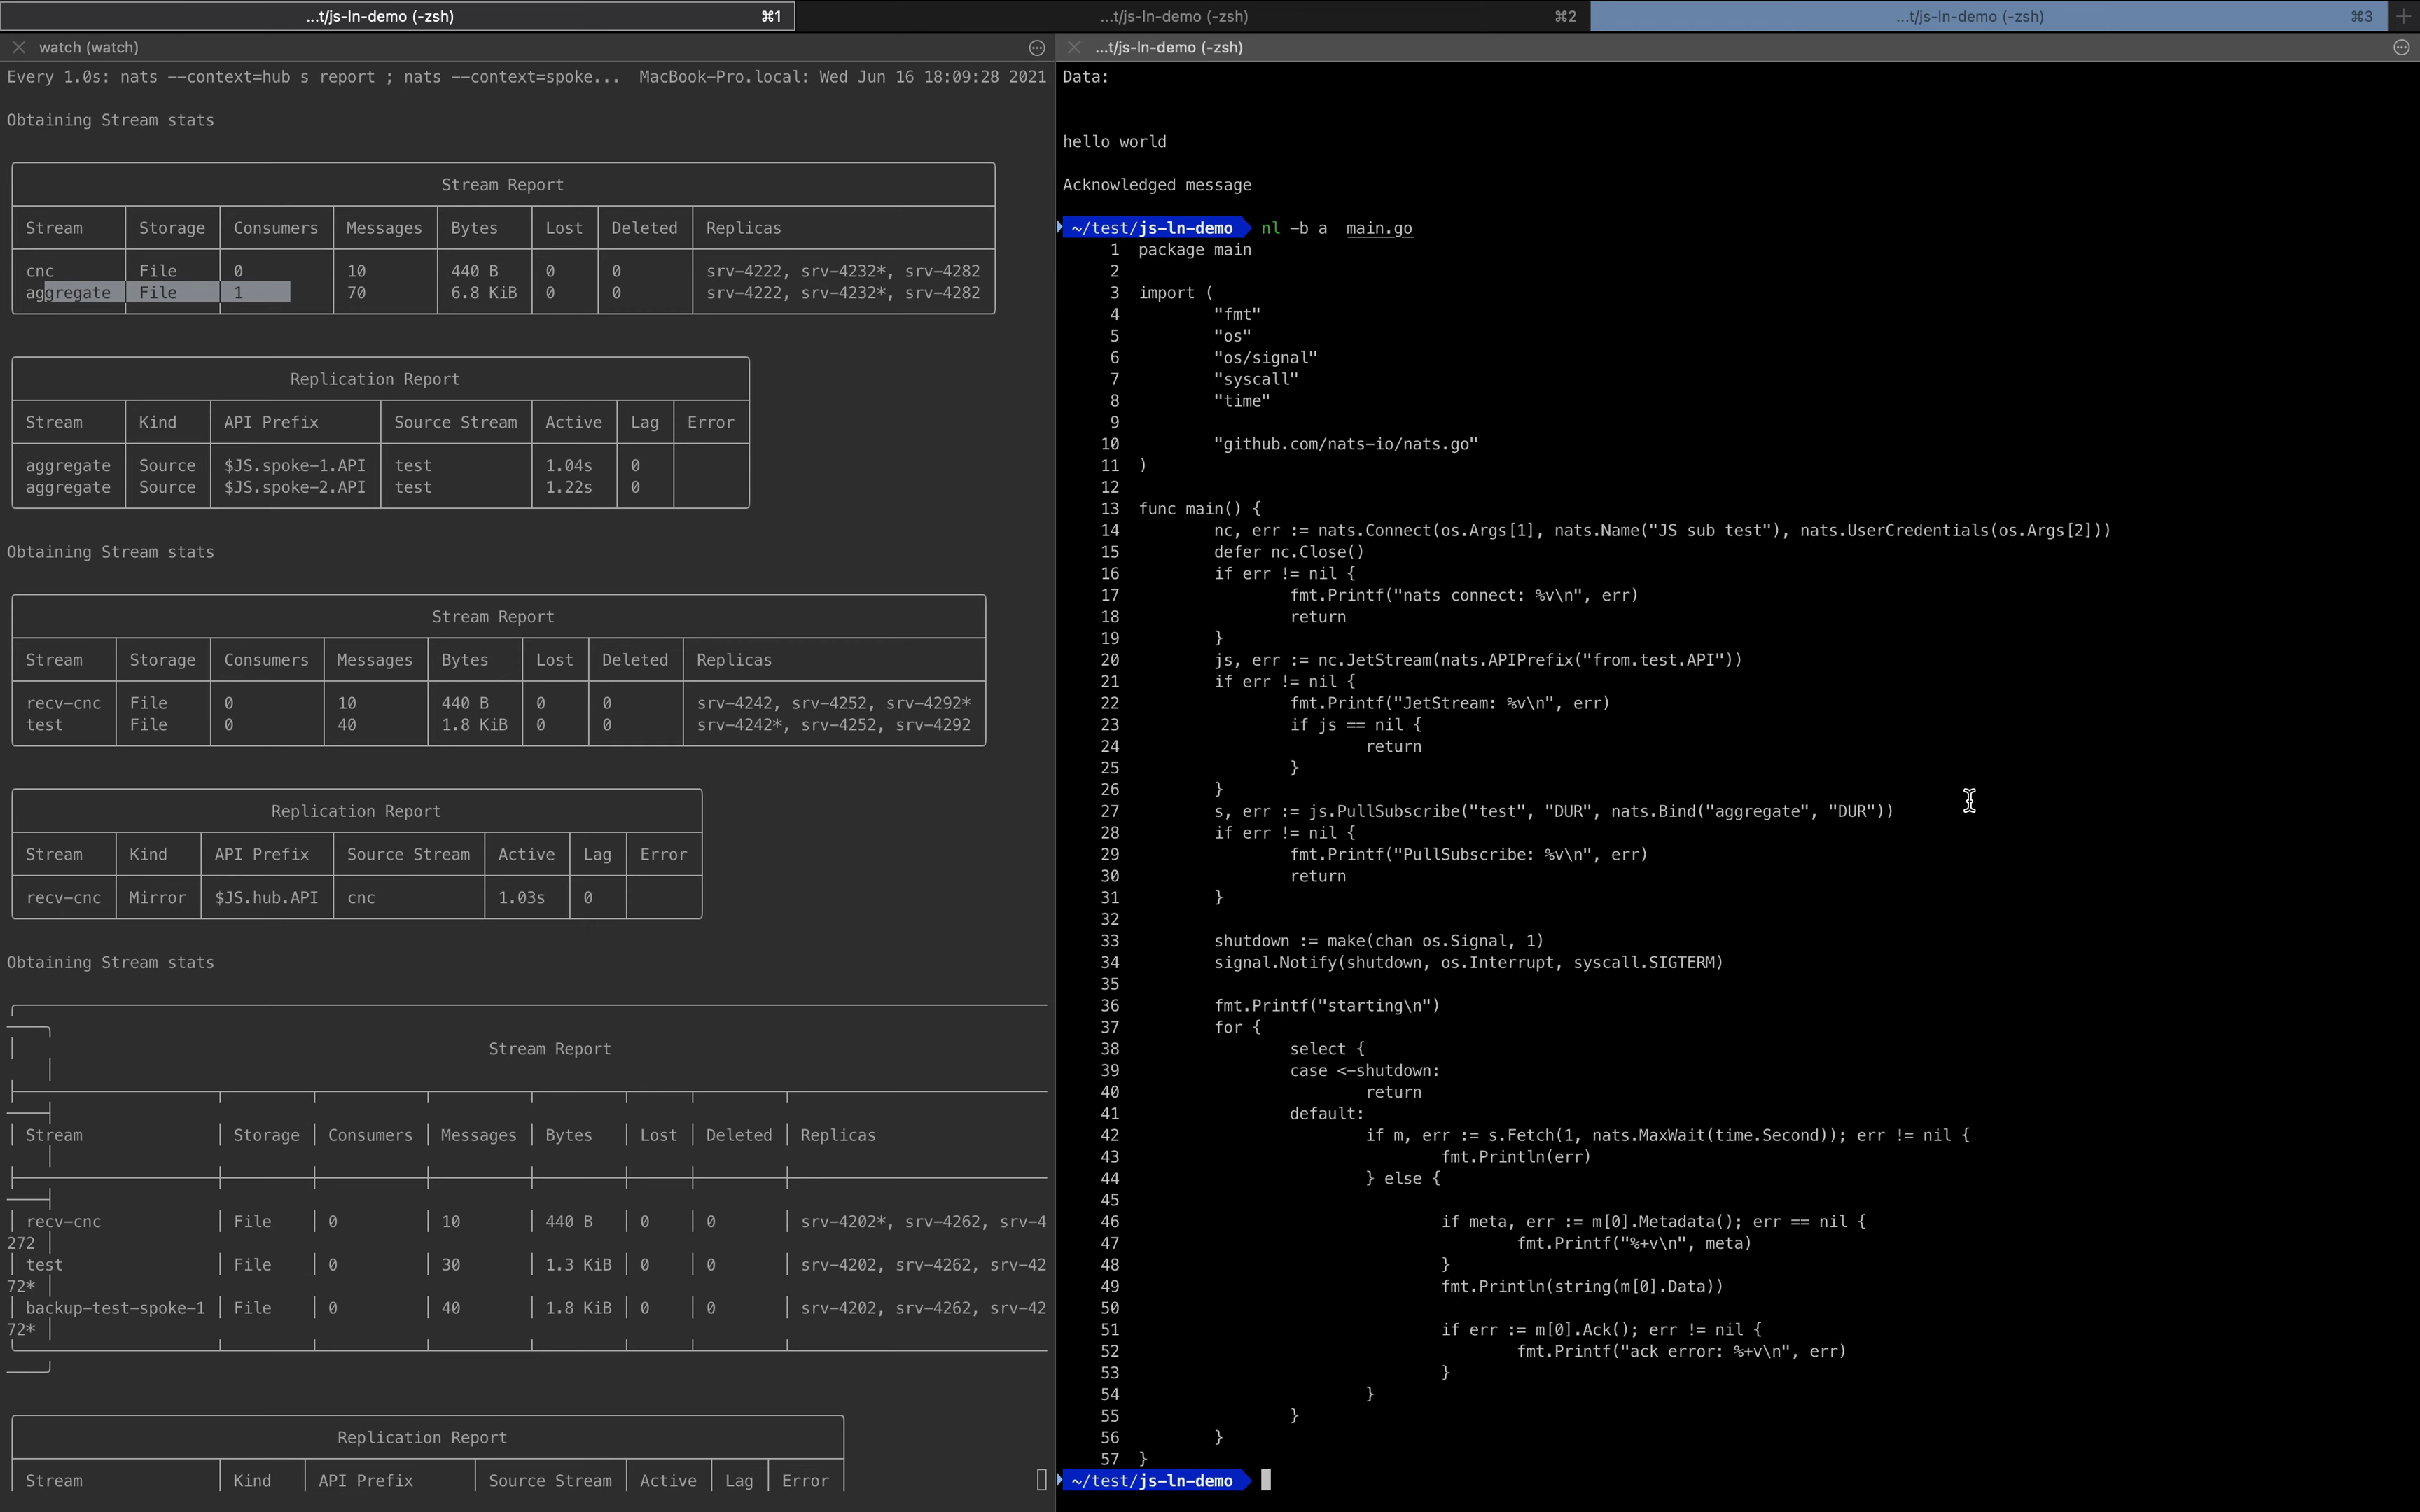 ...t/js-ln-demo (-zsh) ⌘1 ...t/js-ln-demo (-zsh) ⌘2 ...t/js-ln-demo (-zsh) ⌘3
watch (watch)
Every 1.0s: nats --context=hub s report ; nats --context=spoke... MacBook-Pro.local: Wed Jun 16 18:09:28 2021
Obtaining Stream stats
Stream Report
Stream Storage Consumers Messages Bytes Lost Deleted Replicas
cnc File 0 10 440 B 0 0 srv-4222, srv-4232*, srv-4282
aggregate File 1 70 6.8 KiB 0 0 srv-4222, srv-4232*, srv-4282
Replication Report
Stream Kind API Prefix Source Stream Active Lag Error
aggregate Source $JS.spoke-1.API test 1.04s 0
aggregate Source $JS.spoke-2.API test 1.22s 0
Obtaining Stream stats
Stream Report
Stream Storage Consumers Messages Bytes Lost Deleted Replicas
recv-cnc File 0 10 440 B 0 0 srv-4242, srv-4252, srv-4292*
test File 0 40 1.8 KiB 0 0 srv-4242*, srv-4252, srv-4292
Replication Report
Stream Kind API Prefix Source Stream Active Lag Error
recv-cnc Mirror $JS.hub.API cnc 1.03s 0
Obtaining Stream stats
Stream Report
Stream Storage Consumers Messages Bytes Lost Deleted Replicas
recv-cnc File 0 10 440 B 0 0 srv-4202*, srv-4262, srv-4
272
test File 0 30 1.3 KiB 0 0 srv-4202, srv-4262, srv-42
72*
backup-test-spoke-1 File 0 40 1.8 KiB 0 0 srv-4202, srv-4262, srv-42
72*
Replication Report
Stream Kind API Prefix Source Stream Active Lag Error
...t/js-ln-demo (-zsh)
Data:
hello world
Acknowledged message
~/test/js-ln-demo nl -b a main.go
1 package main
2
3 import (
4 "fmt"
5 "os"
6 "os/signal"
7 "syscall"
8 "time"
9
10 "github.com/nats-io/nats.go"
11 )
12
13 func main() {
14 nc, err := nats.Connect(os.Args[1], nats.Name("JS sub test"), nats.UserCredentials(os.Args[2]))
15 defer nc.Close()
16 if err != nil {
17 fmt.Printf("nats connect: %v\n", err)
18 return
19 }
20 js, err := nc.JetStream(nats.APIPrefix("from.test.API"))
21 if err != nil {
22 fmt.Printf("JetStream: %v\n", err)
23 if js == nil {
24 return
25 }
26 }
27 s, err := js.PullSubscribe("test", "DUR", nats.Bind("aggregate", "DUR"))
28 if err != nil {
29 fmt.Printf("PullSubscribe: %v\n", err)
30 return
31 }
32
33 shutdown := make(chan os.Signal, 1)
34 signal.Notify(shutdown, os.Interrupt, syscall.SIGTERM)
35
36 fmt.Printf("starting\n")
37 for {
38 select {
39 case <-shutdown:
40 return
41 default:
42 if m, err := s.Fetch(1, nats.MaxWait(time.Second)); err != nil {
43 fmt.Println(err)
44 } else {
45
46 if meta, err := m[0].Metadata(); err == nil {
47 fmt.Printf("%+v\n", meta)
48 }
49 fmt.Println(string(m[0].Data))
50
51 if err := m[0].Ack(); err != nil {
52 fmt.Printf("ack error: %+v\n", err)
53 }
54 }
55 }
56 }
57 }
~/test/js-ln-demo